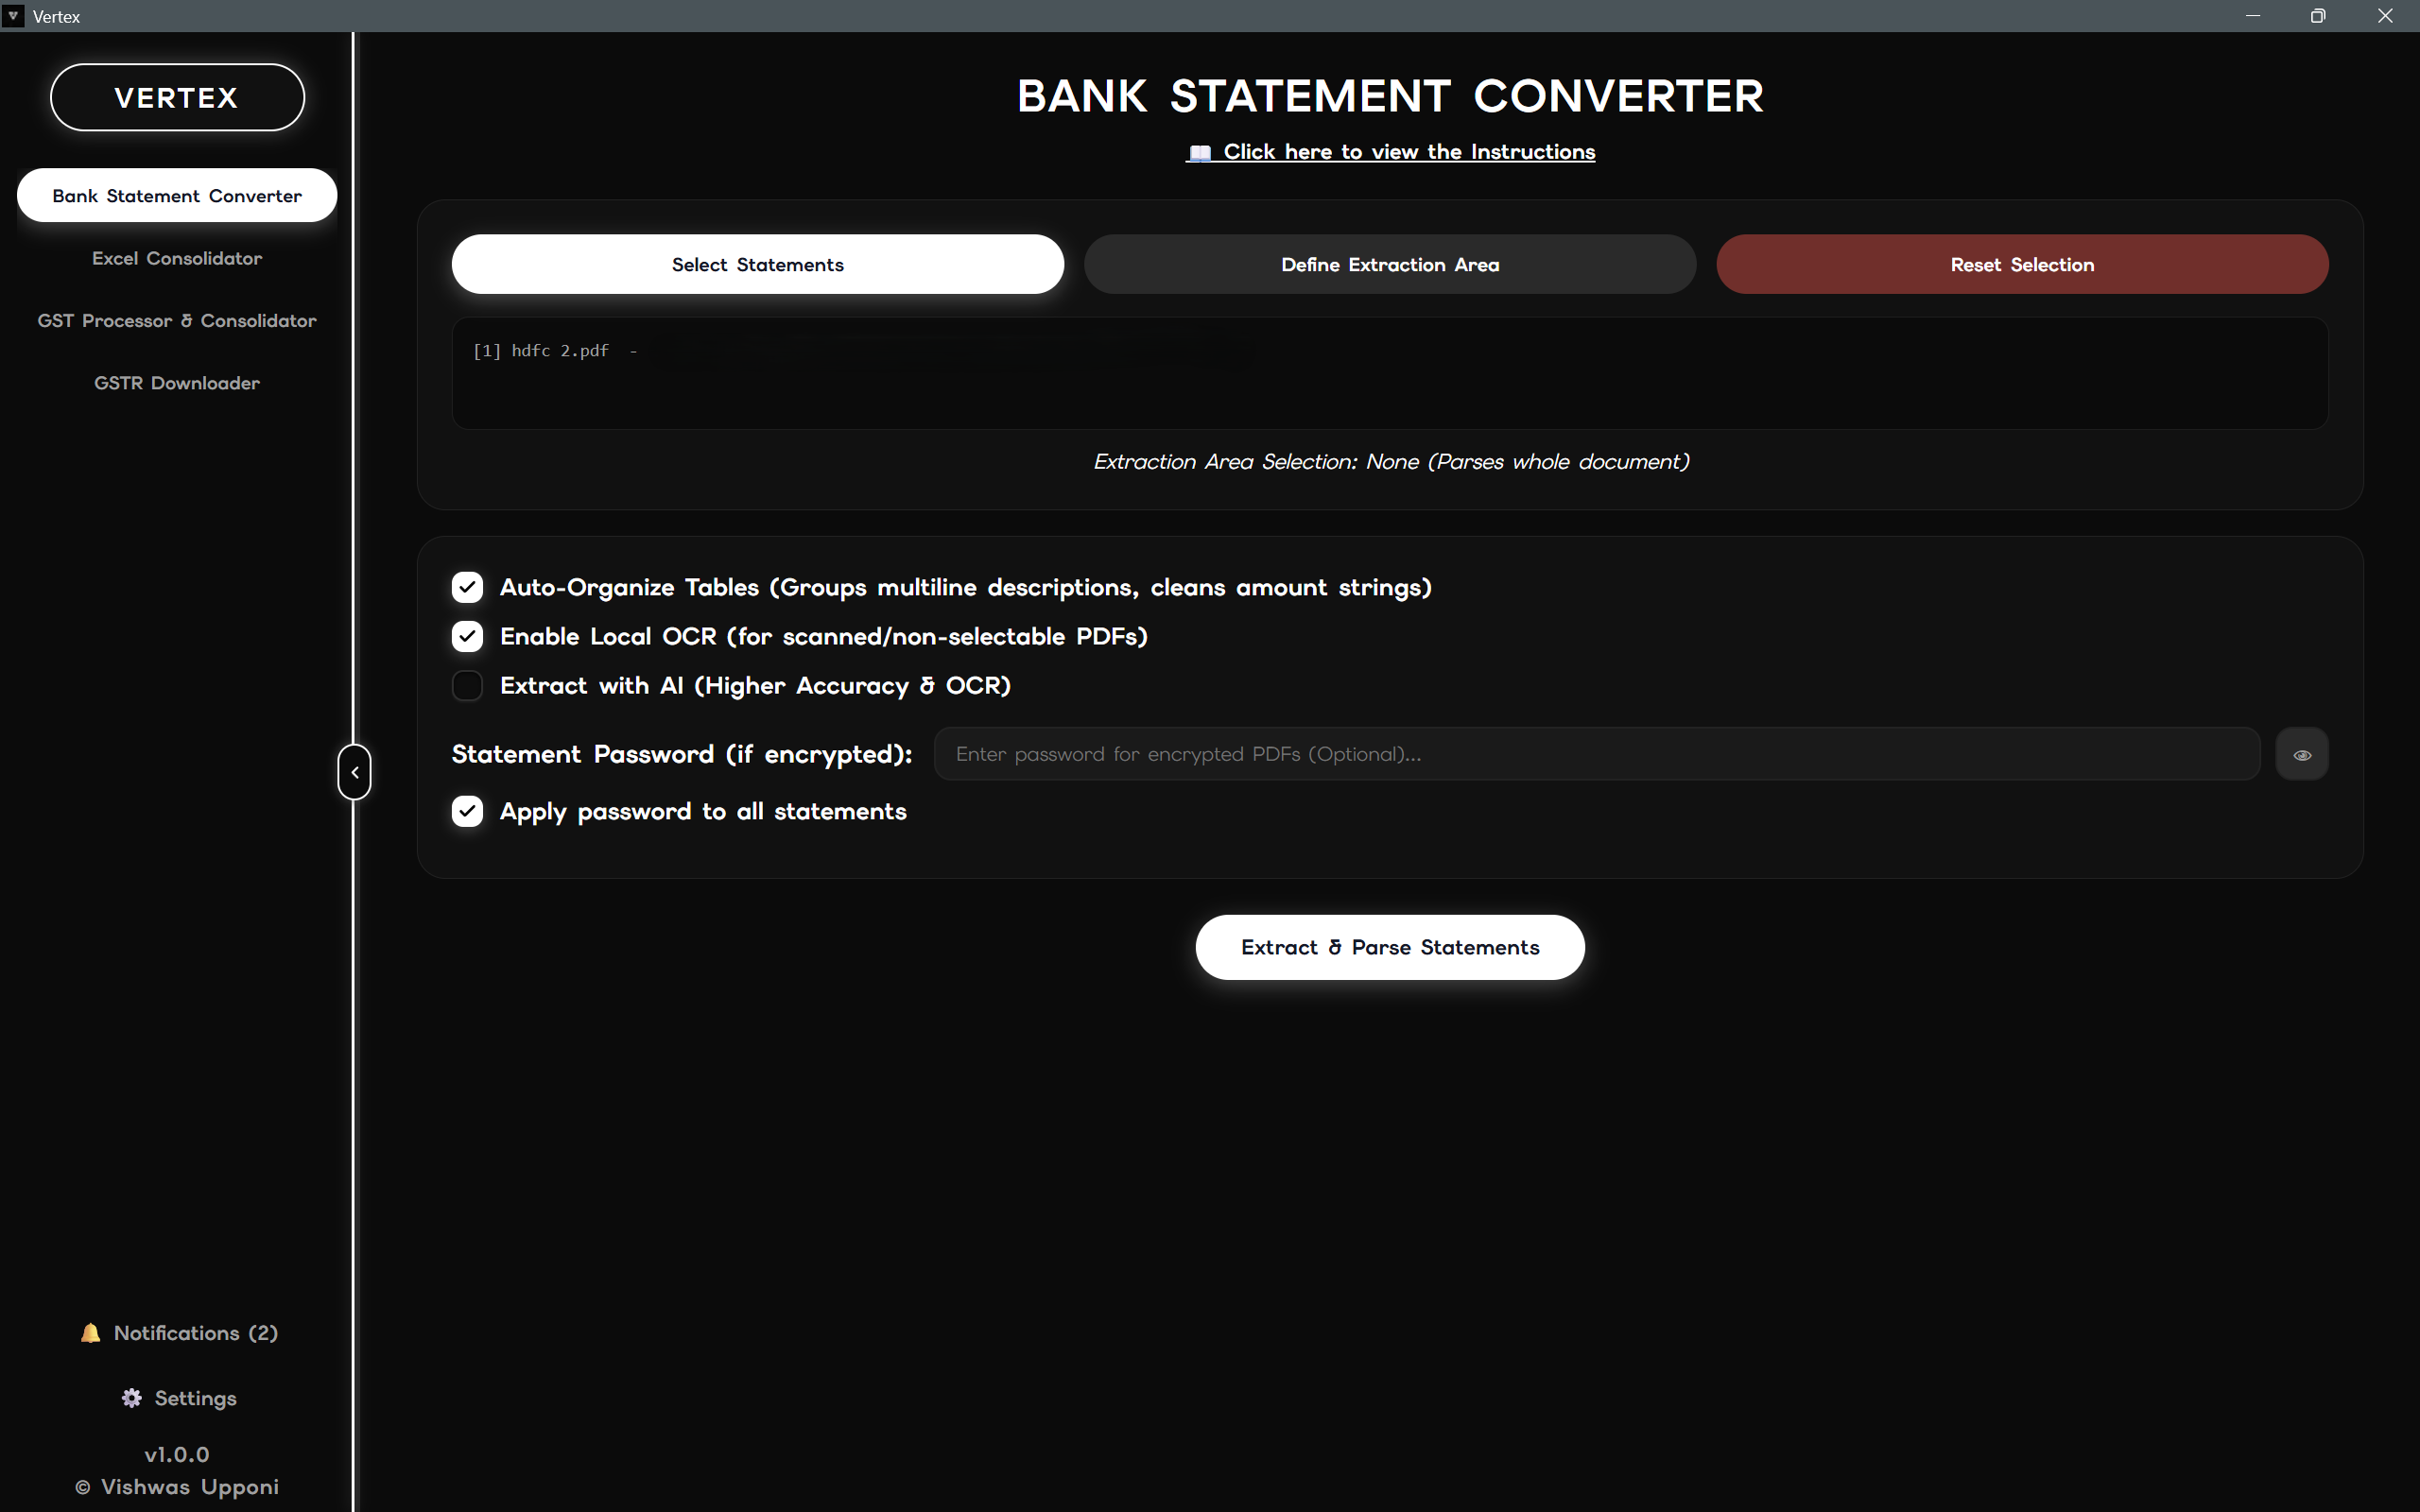 Vertex
VERTEX
Bank Statement Converter
Excel Consolidator
GST Processor & Consolidator
GSTR Downloader
🔔 Notifications (2)
⚙ Settings
v1.0.0
© Vishwas Upponi
BANK STATEMENT CONVERTER
📖 Click here to view the Instructions
Select Statements
Define Extraction Area
Reset Selection
[1] hdfc 2.pdf -
Extraction Area Selection: None (Parses whole document)
Auto-Organize Tables (Groups multiline descriptions, cleans amount strings)
Enable Local OCR (for scanned/non-selectable PDFs)
Extract with AI (Higher Accuracy & OCR)
Statement Password (if encrypted): Enter password for encrypted PDFs (Optional)...
Apply password to all statements
Extract & Parse Statements